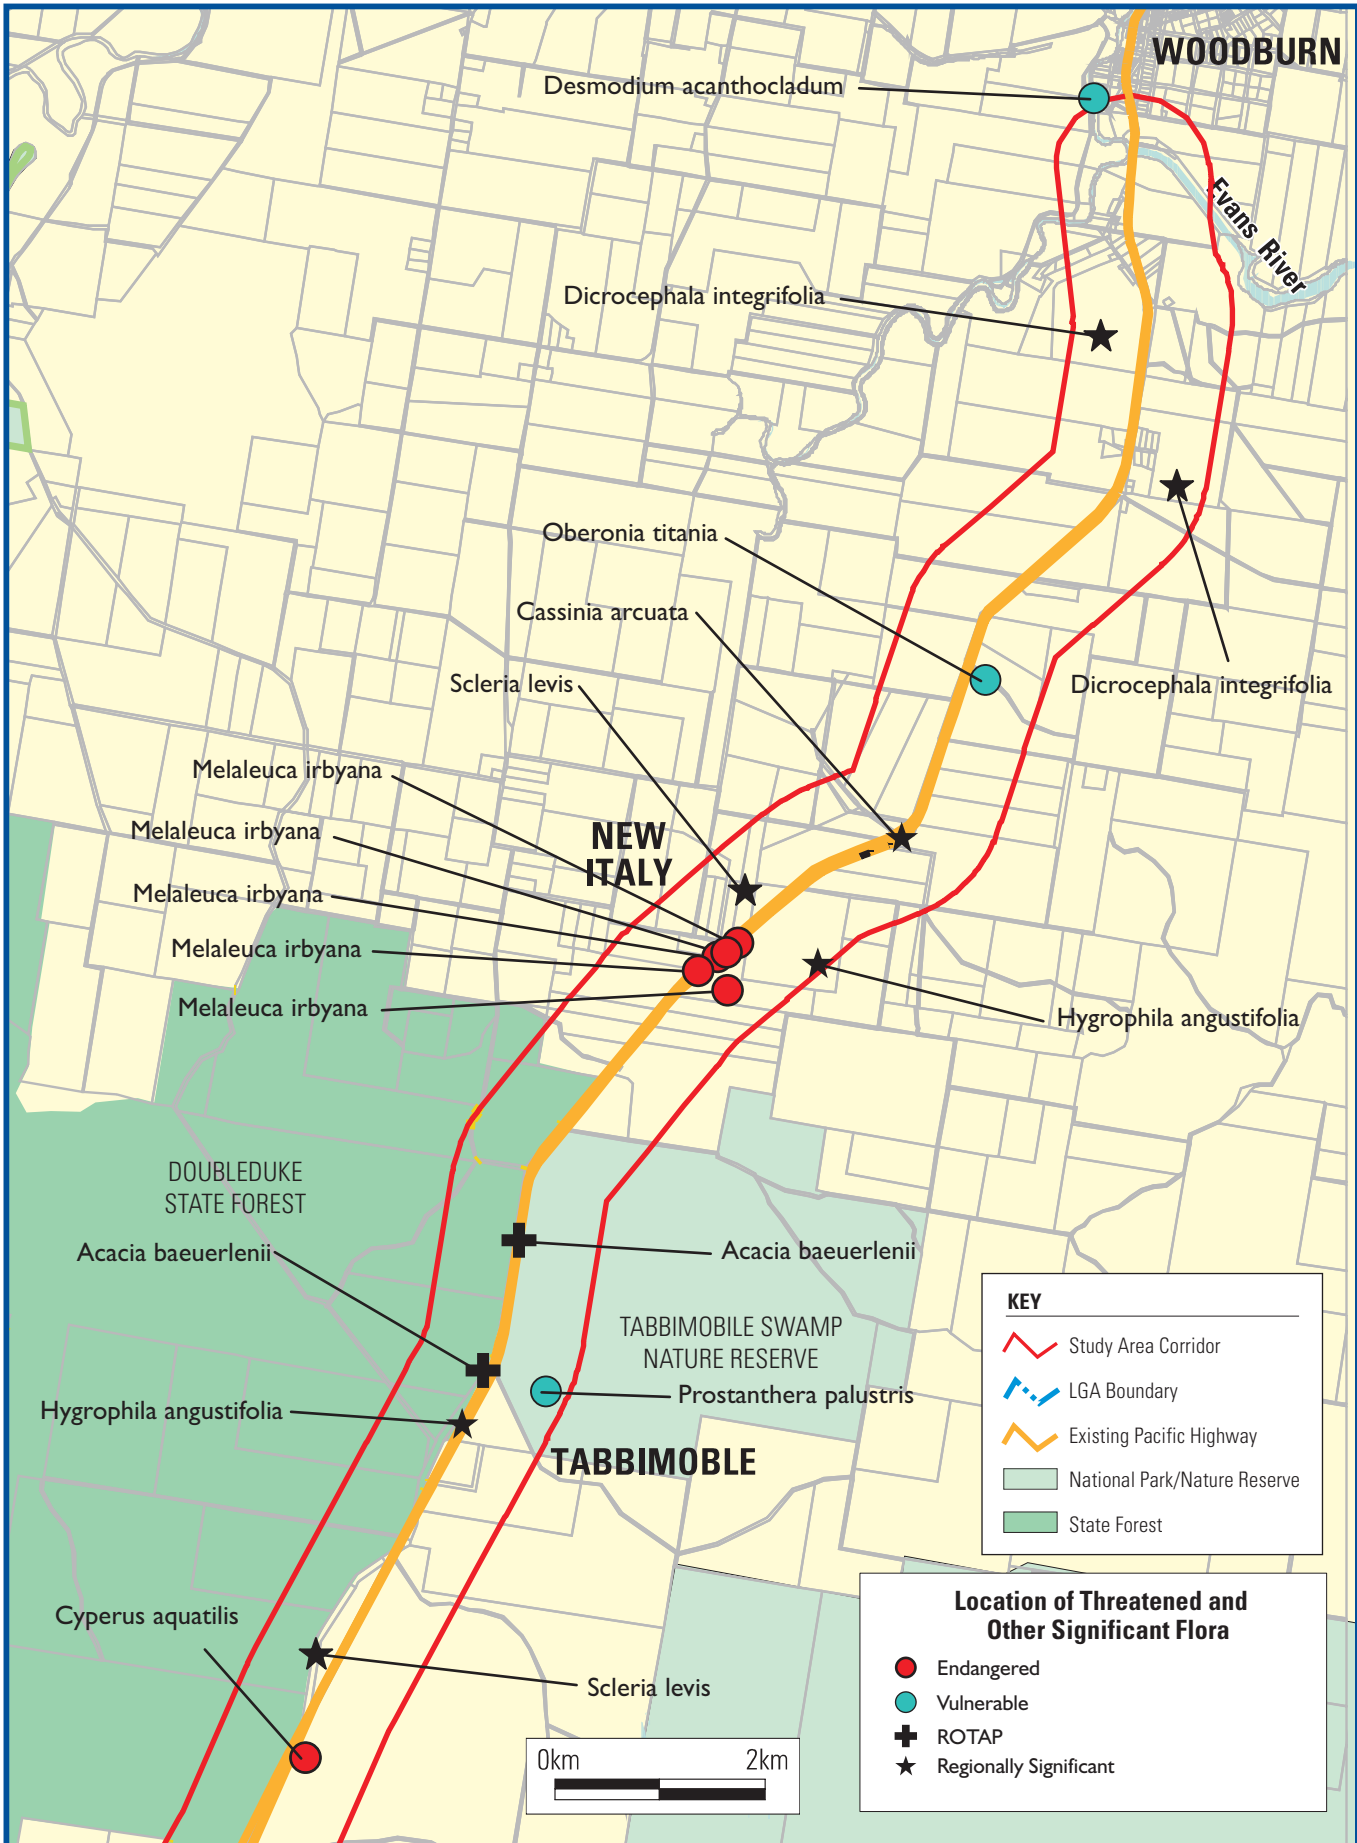 WOODBURN
Desmodium acanthocladum
Evans River
Dicrocephala integrifolia
Oberonia titania
Cassinia arcuata
Scleria levis
Dicrocephala integrifolia
Melaleuca irbyana
NEW
ITALY
Melaleuca irbyana
Melaleuca irbyana
Melaleuca irbyana
Melaleuca irbyana
Hygrophila angustifolia
DOUBLEDUKE
STATE FOREST
Acacia baeuerlenii
Acacia baeuerlenii
TABBIMOBILE SWAMP
NATURE RESERVE
Prostanthera palustris
Hygrophila angustifolia
TABBIMOBLE
Cyperus aquatilis
Scleria levis
KEY
Study Area Corridor
LGA Boundary
Existing Pacific Highway
National Park/Nature Reserve
State Forest
Location of Threatened and
Other Significant Flora
Endangered
Vulnerable
ROTAP
Regionally Significant
0km 2km